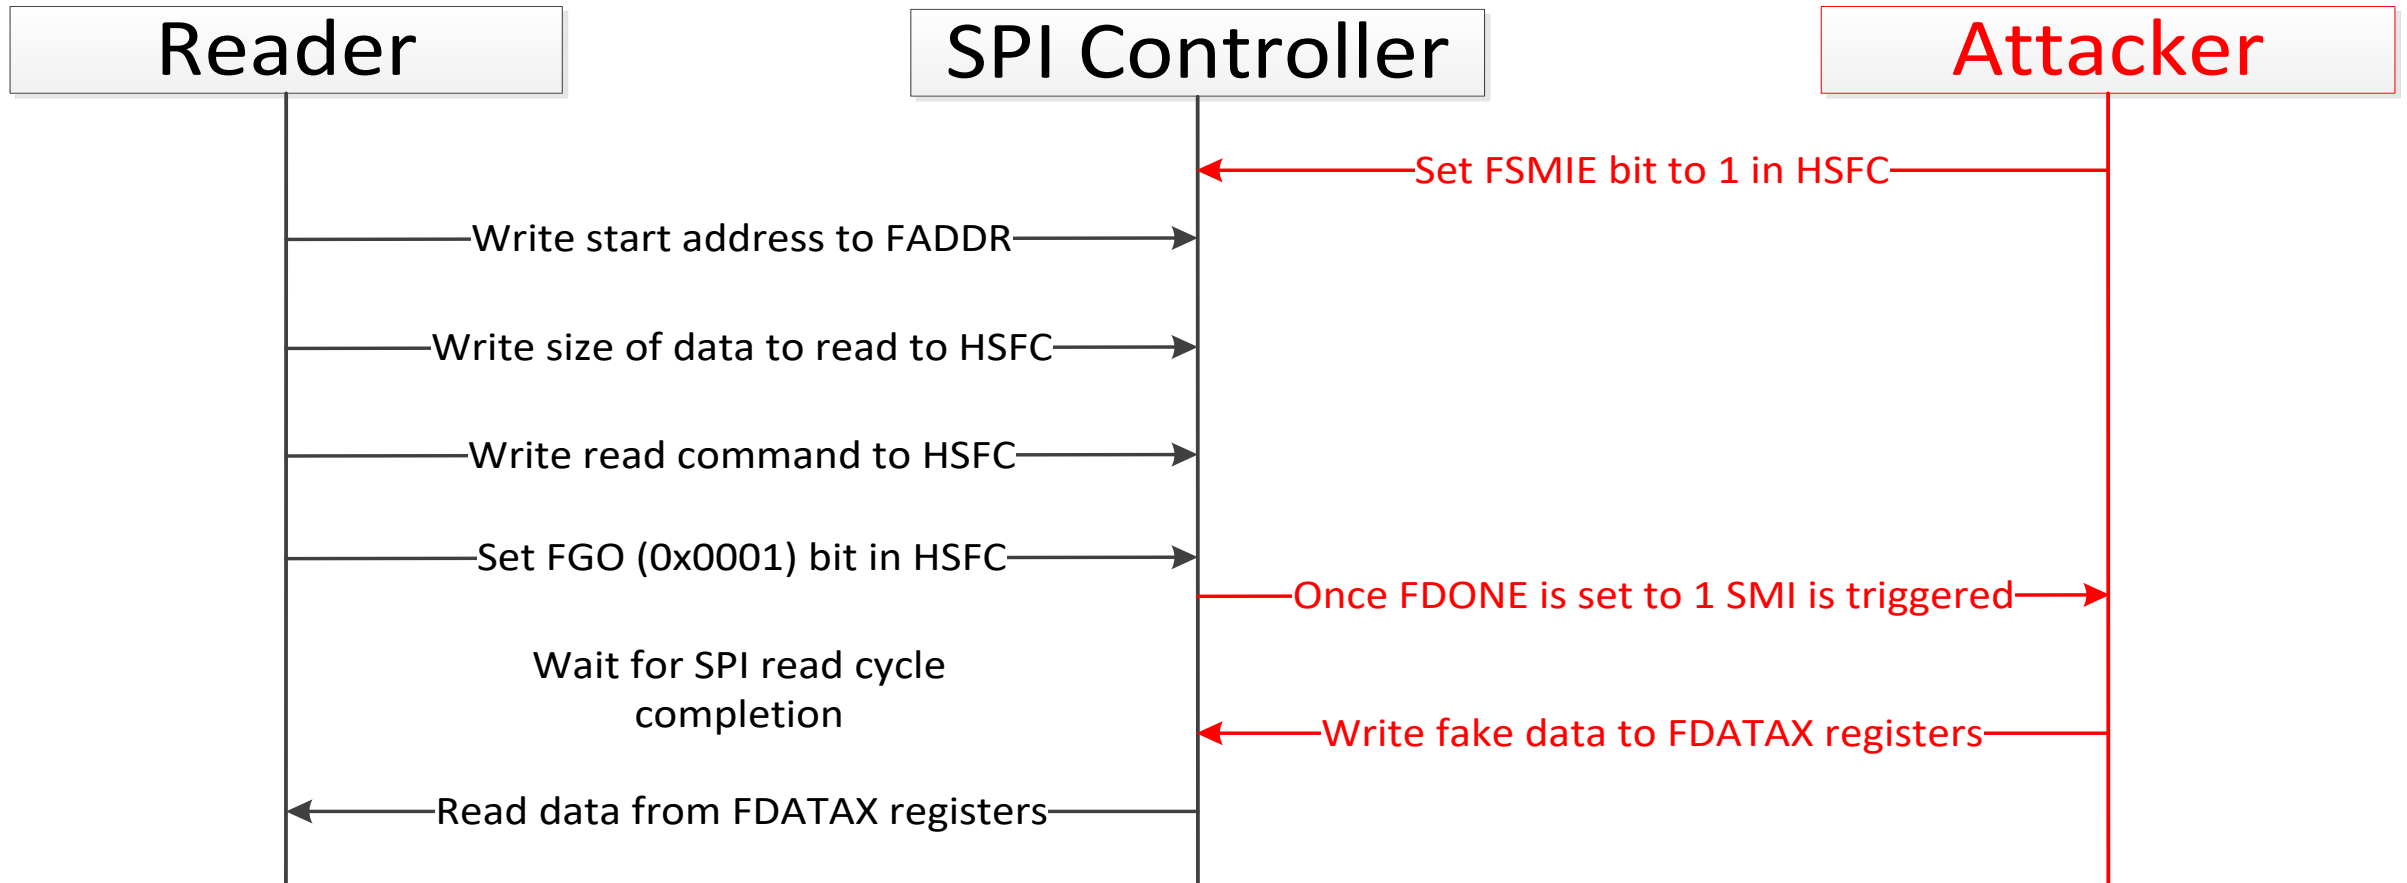 Reader
SPI Controller
Attacker
Set FSMIE bit to 1 in HSFC
Write start address to FADDR
Write size of data to read to HSFC
Write read command to HSFC
Set FGO (0x0001) bit in HSFC
Once FDONE is set to 1 SMI is triggered
Wait for SPI read cycle
completion
Write fake data to FDATAX registers
Read data from FDATAX registers